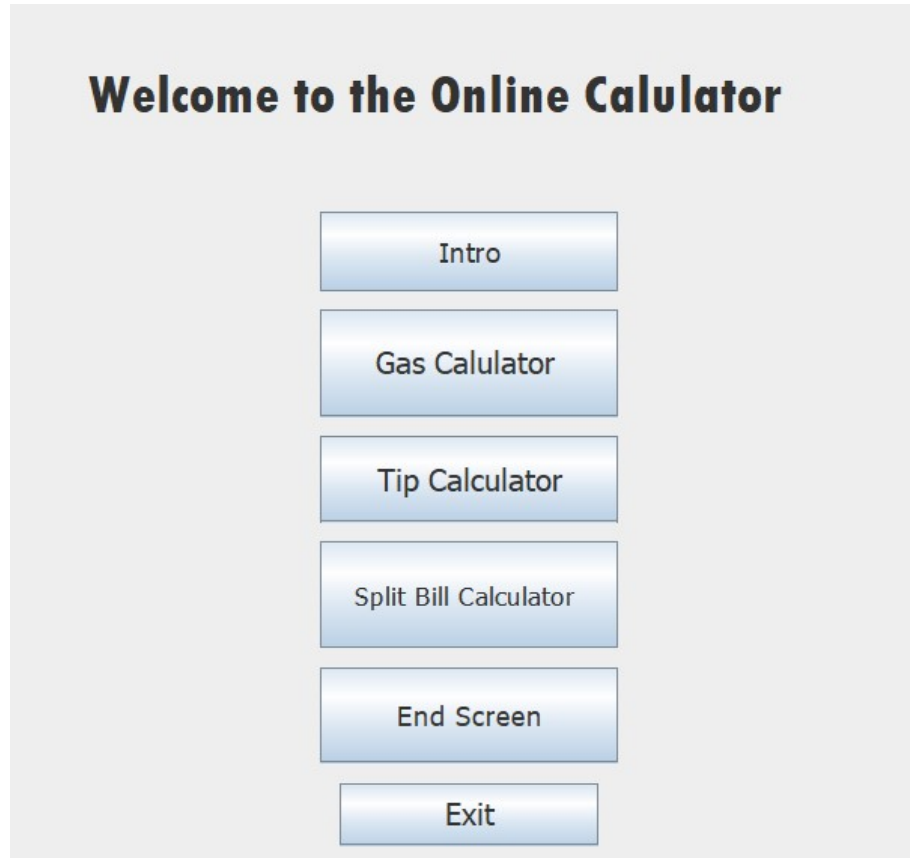 Welcome to the Online Calulator
Intro
Gas Calulator
Tip Calculator
Split Bill Calculator
End Screen
Exit